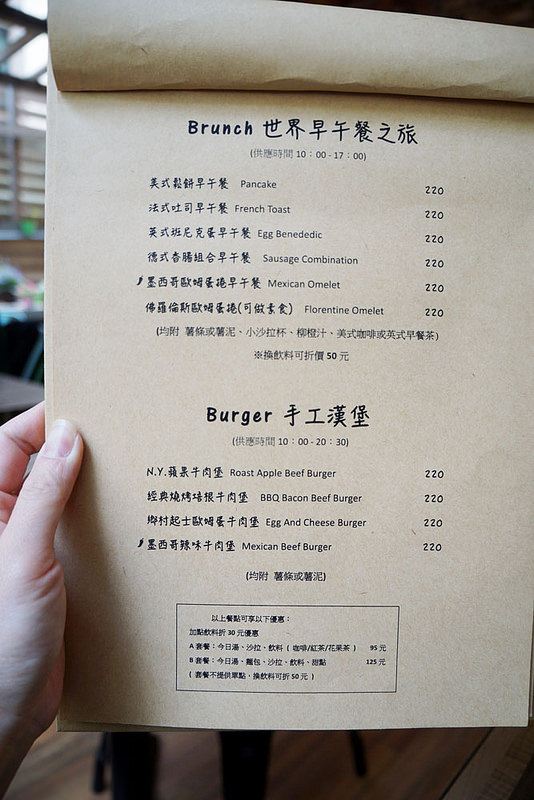 Brunch 世界早午餐之旅
(供應時間 10：00 - 17：00)
美式鬆餅早午餐 Pancake 220
法式吐司早午餐 French Toast 220
英式班尼克蛋早午餐 Egg Benededic 220
德式香腸組合早午餐 Sausage Combination 220
墨西哥歐姆蛋捲早午餐 Mexican Omelet 220
佛羅倫斯歐姆蛋捲(可做素食) Florentine Omelet 220
(均附 薯條或薯泥、小沙拉杯、柳橙汁、美式咖啡或英式早餐茶)
※換飲料可折價 50 元
Burger 手工漢堡
(供應時間 10：00 - 20：30)
N.Y.蘋果牛肉堡 Roast Apple Beef Burger 220
經典燒烤培根牛肉堡 BBQ Bacon Beef Burger 220
鄉村起士歐姆蛋牛肉堡 Egg And Cheese Burger 220
墨西哥辣味牛肉堡 Mexican Beef Burger 220
(均附 薯條或薯泥)
以上餐點可享以下優惠：
加點飲料折 30 元優惠
A 套餐：今日湯、沙拉、飲料（咖啡/紅茶/花果茶） 95 元
B 套餐：今日湯、麵包、沙拉、飲料、甜點 125 元
（套餐不提供單點，換飲料可折 50 元）